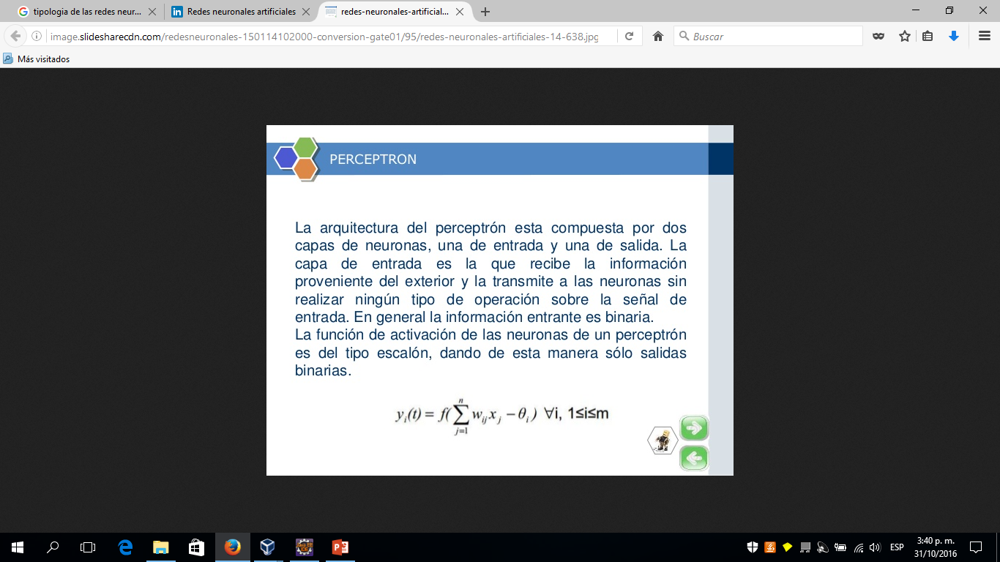 tipologia de las redes neur...
Redes neuronales artificiales
redes-neuronales-artificial...
image.slidesharecdn.com/redesneuronales-150114102000-conversion-gate01/95/redes-neuronales-artificiales-14-638.jpg
Buscar
Más visitados
PERCEPTRON
La arquitectura del perceptrón esta compuesta por dos
capas de neuronas, una de entrada y una de salida. La
capa de entrada es la que recibe la información
proveniente del exterior y la transmite a las neuronas sin
realizar ningún tipo de operación sobre la señal de
entrada. En general la información entrante es binaria.
La función de activación de las neuronas de un perceptrón
es del tipo escalón, dando de esta manera sólo salidas
binarias.
y_i(t) = f(∑_{j=1}^{n} w_{ij} x_j − θ_i) ∀i, 1≤i≤m
ESP
3:40 p. m.
31/10/2016